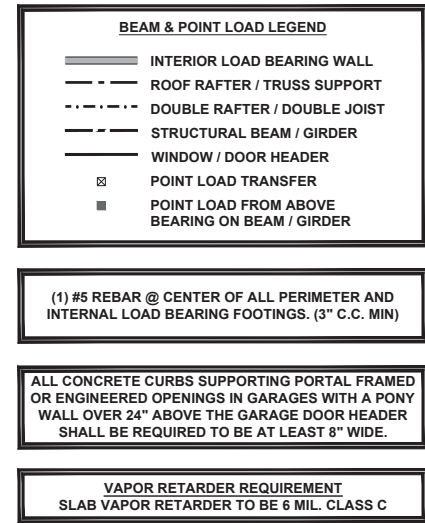 BEAM & POINT LOAD LEGEND
INTERIOR LOAD BEARING WALL
ROOF RAFTER / TRUSS SUPPORT
DOUBLE RAFTER / DOUBLE JOIST
STRUCTURAL BEAM / GIRDER
WINDOW / DOOR HEADER
POINT LOAD TRANSFER
POINT LOAD FROM ABOVE
BEARING ON BEAM / GIRDER
(1) #5 REBAR @ CENTER OF ALL PERIMETER AND
INTERNAL LOAD BEARING FOOTINGS. (3" C.C. MIN)
ALL CONCRETE CURBS SUPPORTING PORTAL FRAMED
OR ENGINEERED OPENINGS IN GARAGES WITH A PONY
WALL OVER 24" ABOVE THE GARAGE DOOR HEADER
SHALL BE REQUIRED TO BE AT LEAST 8" WIDE.
VAPOR RETARDER REQUIREMENT
SLAB VAPOR RETARDER TO BE 6 MIL. CLASS C